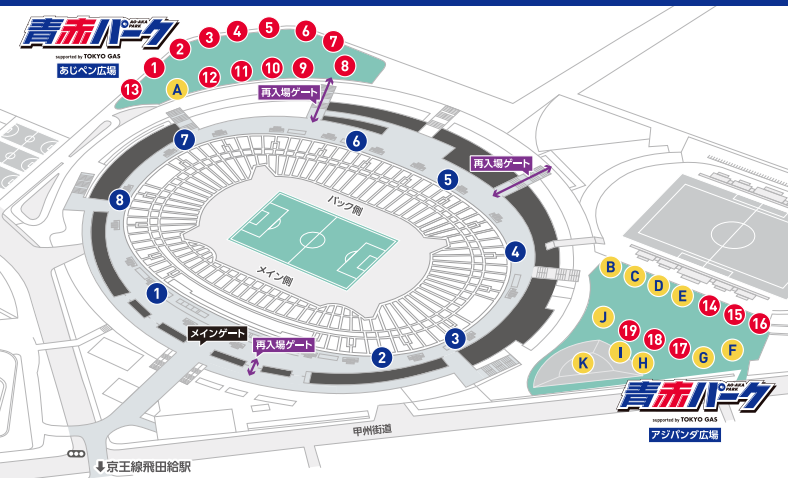 青赤パーク
AO-AKA PARK
supported by TOKYO GAS
あじペン広場
1
2
3
4
5
6
7
8
9
10
11
12
13
A
再入場ゲート
再入場ゲート
7
6
5
8
4
バック側
メイン側
1
メインゲート
再入場ゲート
2
3
B
C
D
E
14
15
16
J
19
18
17
I
H
G
F
K
青赤パーク
AO-AKA PARK
supported by TOKYO GAS
アジパンダ広場
甲州街道
↓京王線飛田給駅